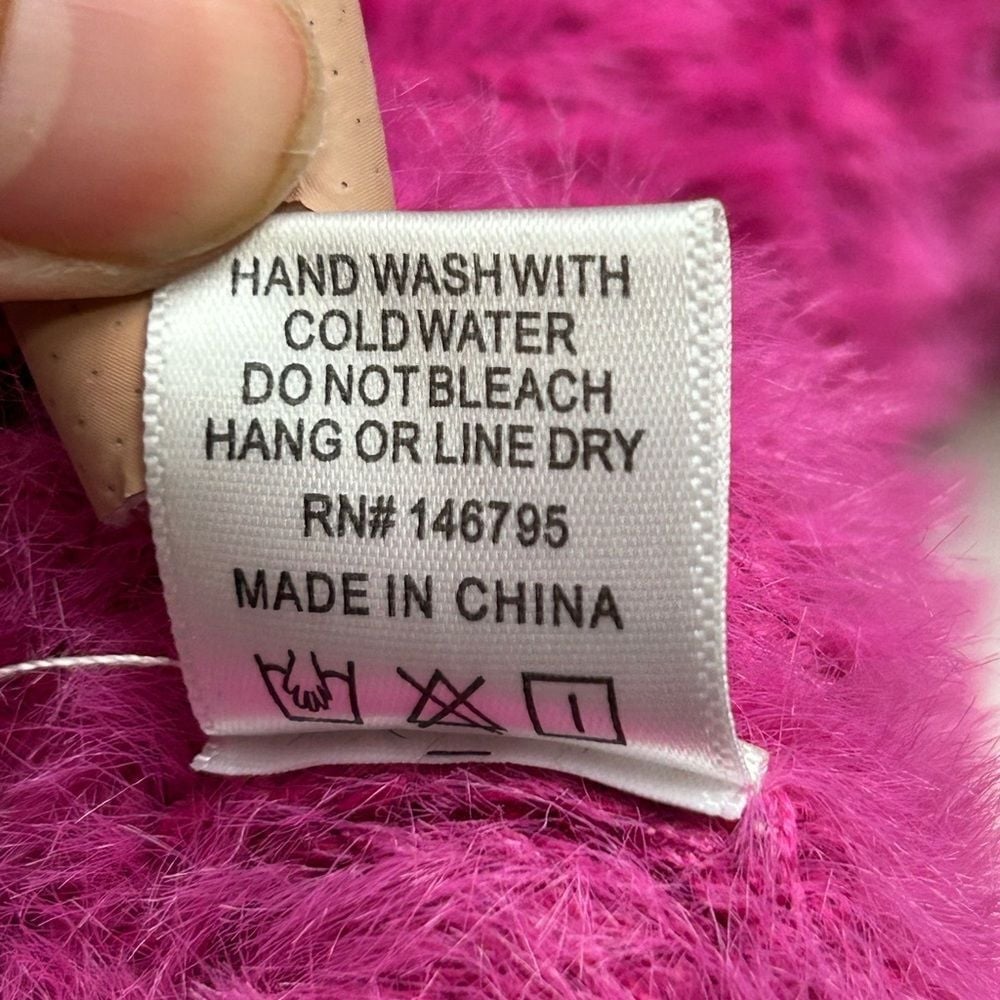 HAND WASH WITH
COLD WATER
DO NOT BLEACH
HANG OR LINE DRY
RN# 146795
MADE IN CHINA